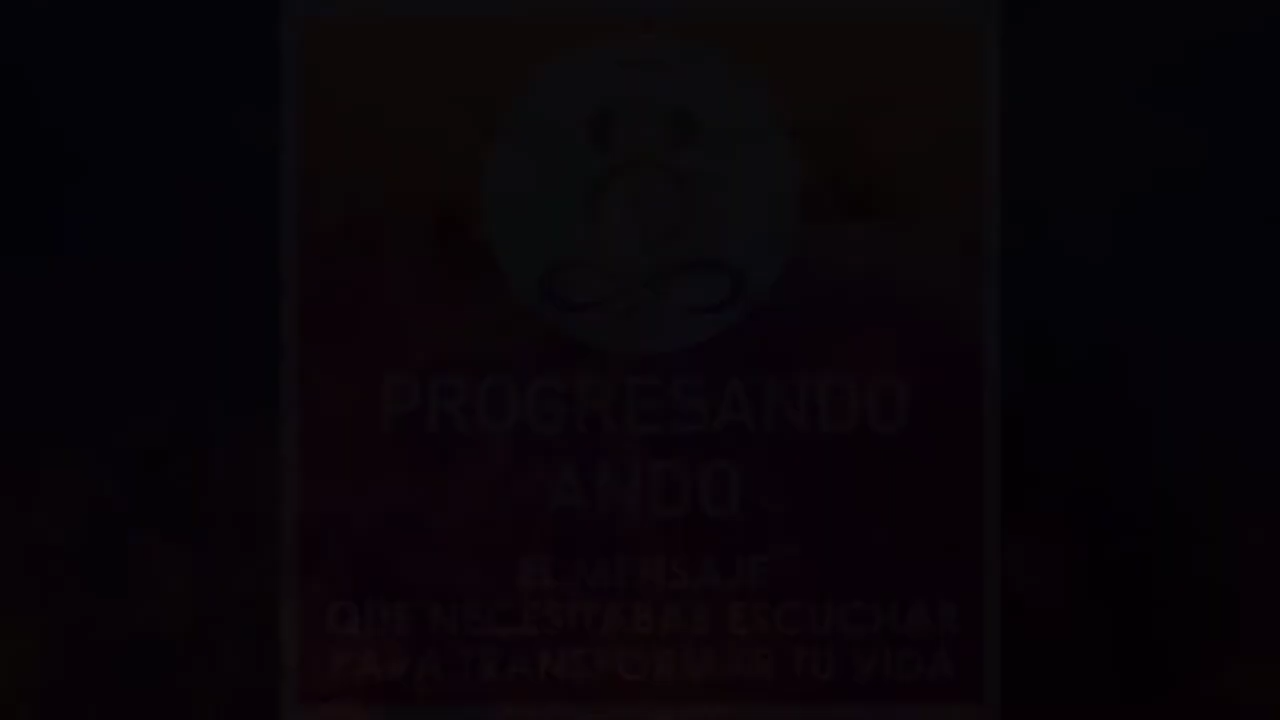 PROGRESANDO
ANDO
EL MENSAJE
QUE NECESITABAS ESCUCHAR
PARA TRANSFORMAR TU VIDA